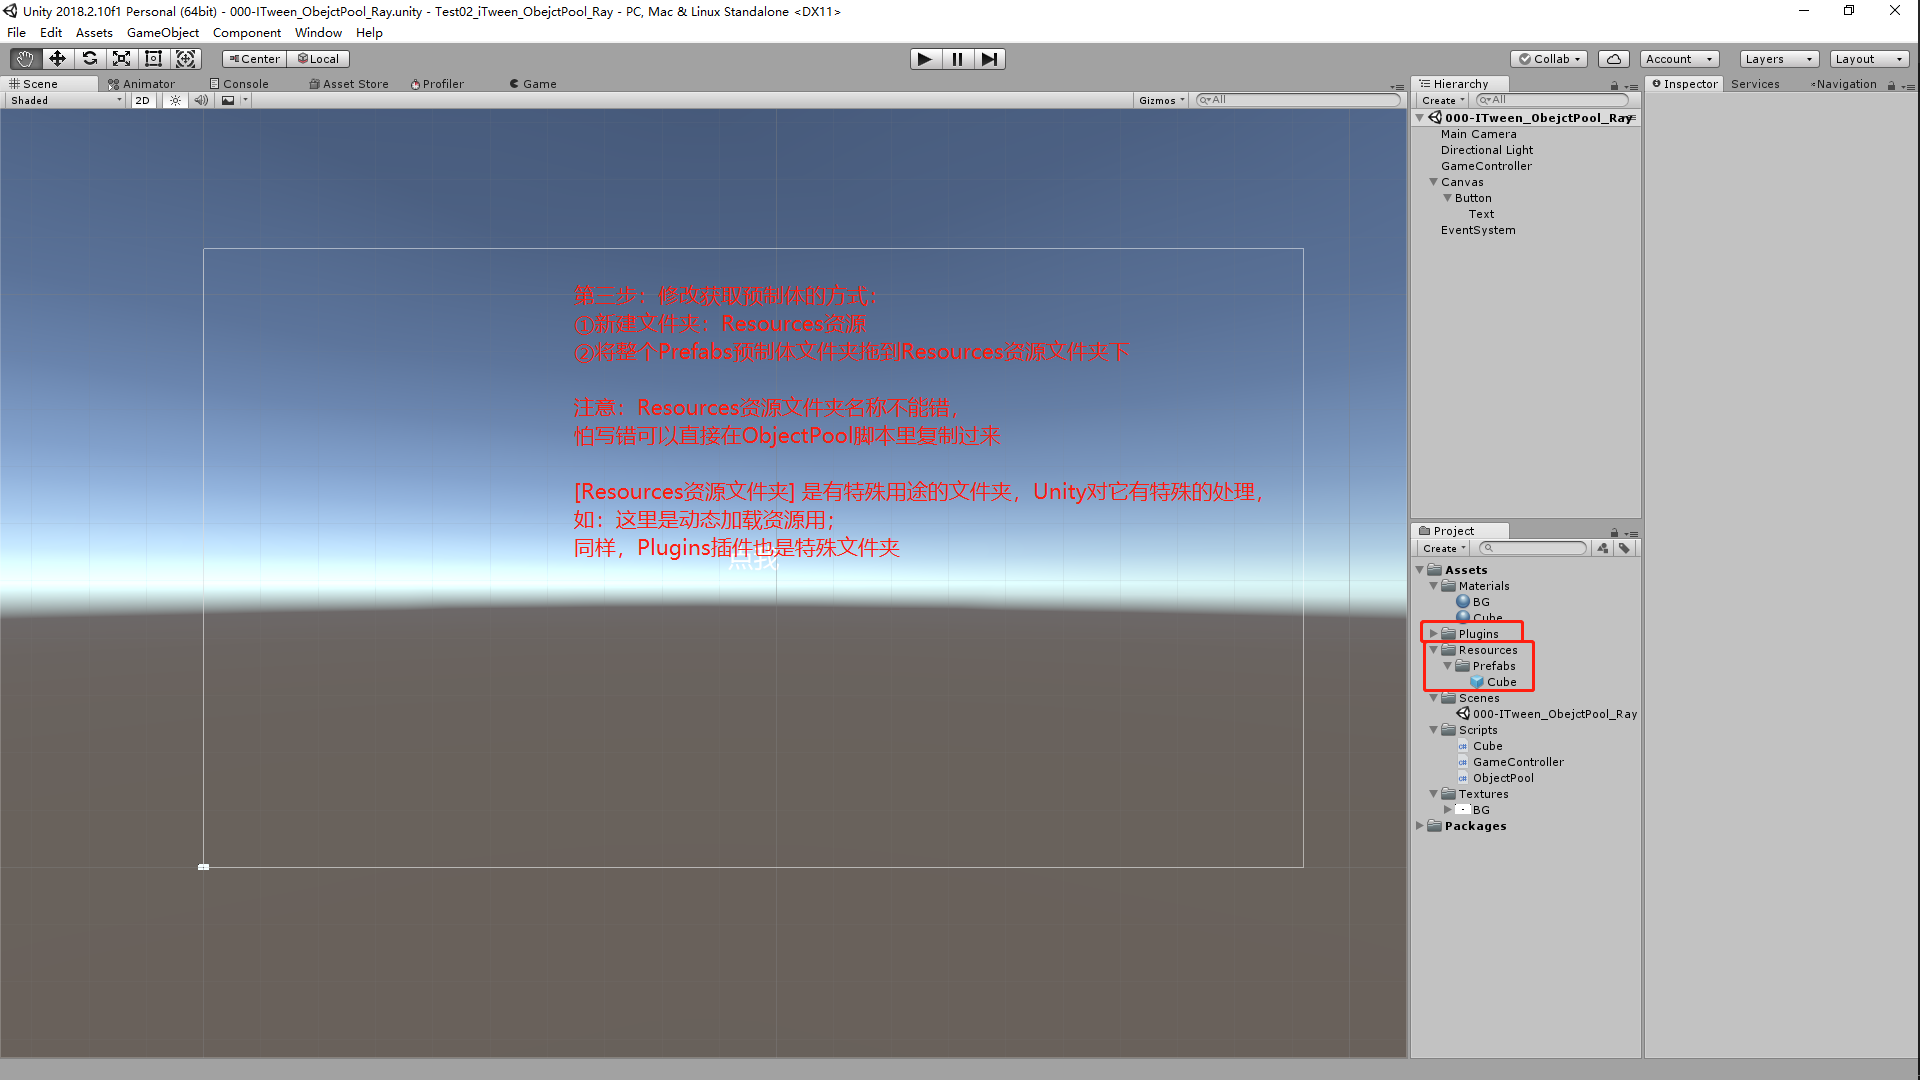 Unity 2018.2.10f1 Personal (64bit) - 000-ITween_ObejctPool_Ray.unity - Test02_iTween_ObejctPool_Ray - PC, Mac & Linux Standalone <DX11>
File Edit Assets GameObject Component Window Help
Center Local Collab Account Layers Layout
Scene Animator Console Asset Store Profiler Game
Shaded 2D Gizmos All
第二步：修改获取预制体的方式：
①新建文件夹：Resources资源
②将整个Prefabs预制体文件夹拖到Resources资源文件夹下
注意：Resources资源文件夹名称不能错，
怕写错可以直接在ObjectPool脚本里复制过来
[Resources资源文件夹] 是有特殊用途的文件夹，Unity对它有特殊的处理，
如：这里是动态加载资源用；
同样，Plugins插件也是特殊文件夹
点我
Hierarchy
Create All
000-ITween_ObejctPool_Ray
Main Camera
Directional Light
GameController
Canvas
Button
Text
EventSystem
Project
Create
Assets
Materials
BG
Cube
Plugins
Resources
Prefabs
Cube
Scenes
000-ITween_ObejctPool_Ray
Scripts
Cube
GameController
ObjectPool
Textures
BG
Packages
Inspector Services Navigation